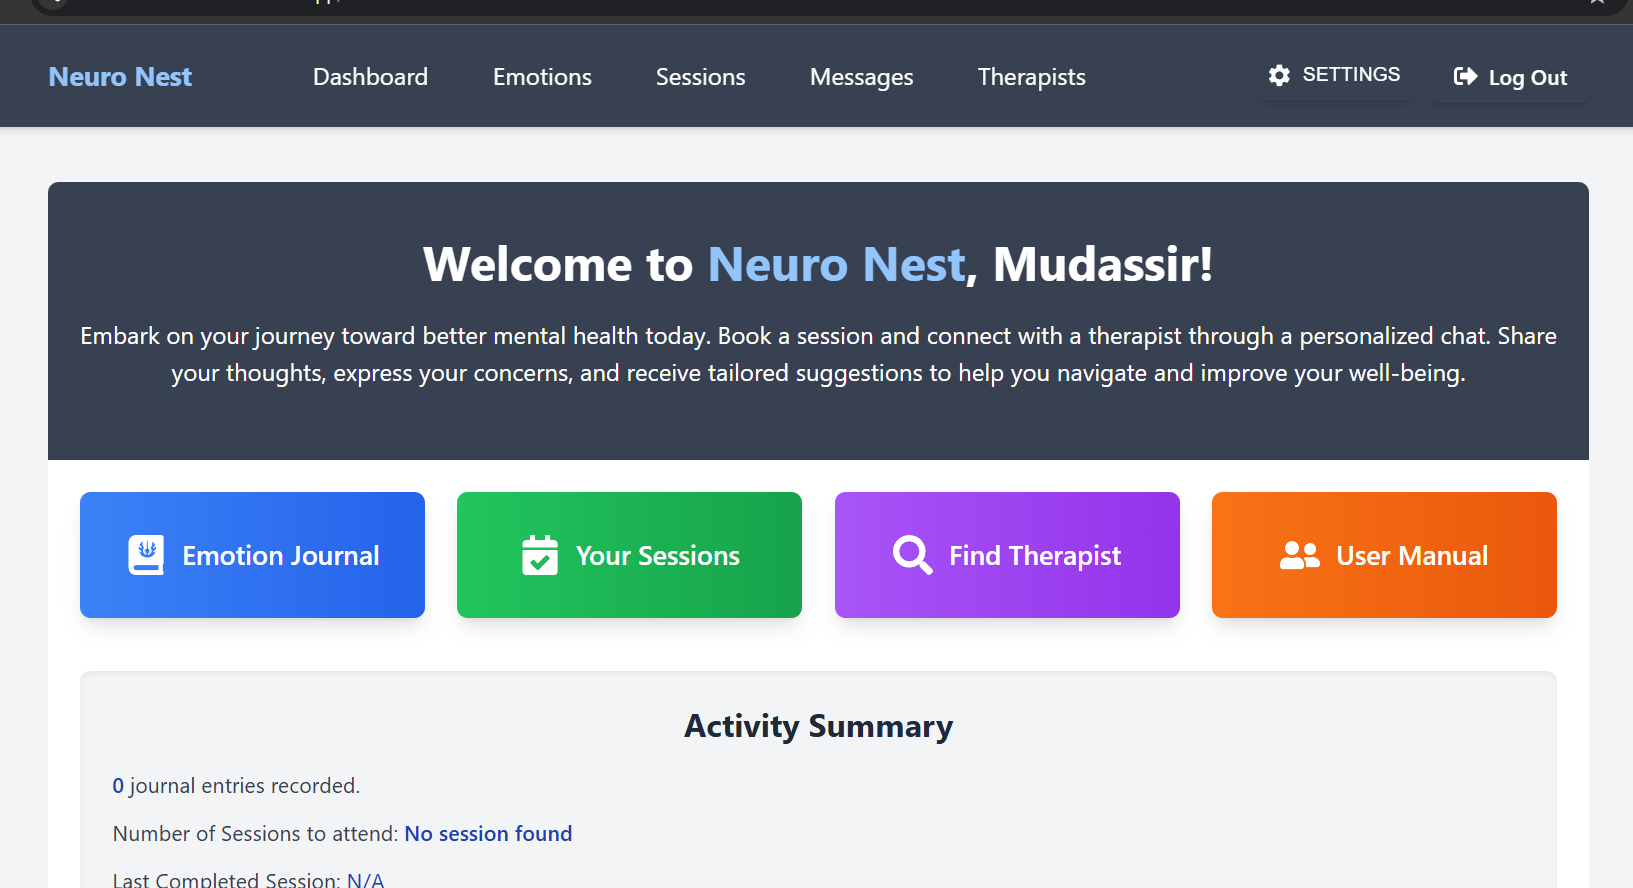 Neuro Nest Dashboard Emotions Sessions Messages Therapists SETTINGS Log Out
Welcome to Neuro Nest, Mudassir!
Embark on your journey toward better mental health today. Book a session and connect with a therapist through a personalized chat. Share
your thoughts, express your concerns, and receive tailored suggestions to help you navigate and improve your well-being.
Emotion Journal Your Sessions Find Therapist User Manual
Activity Summary
0 journal entries recorded.
Number of Sessions to attend: No session found
Last Completed Session: N/A